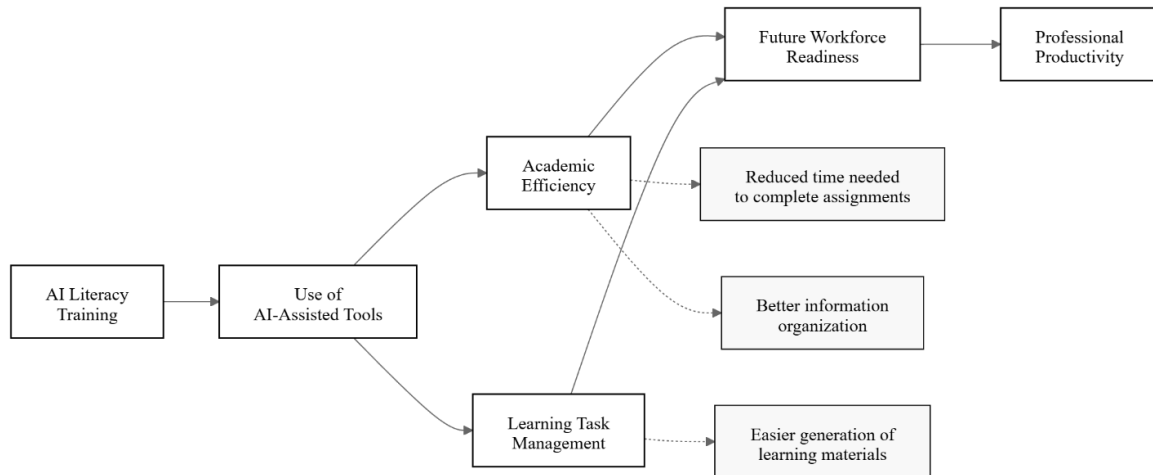 Future Workforce
Readiness
Professional
Productivity
Academic
Efficiency
Reduced time needed
to complete assignments
AI Literacy
Training
Use of
AI-Assisted Tools
Better information
organization
Learning Task
Management
Easier generation of
learning materials